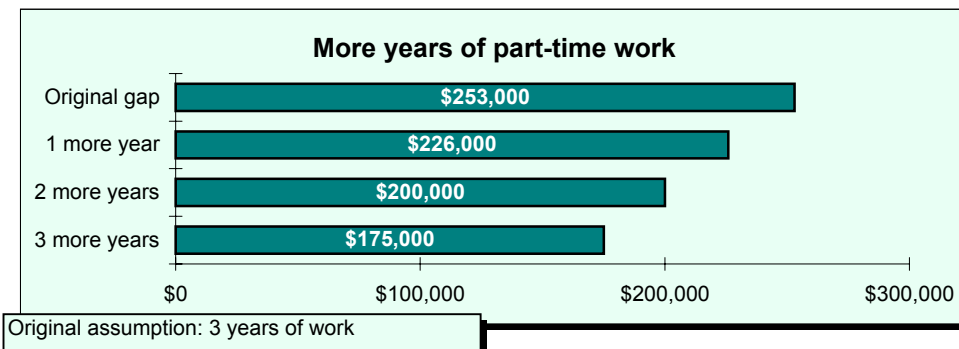 More years of part-time work
Original gap
$253,000
1 more year
$226,000
2 more years
$200,000
3 more years
$175,000
$0
$100,000
$200,000
$300,000
Original assumption: 3 years of work